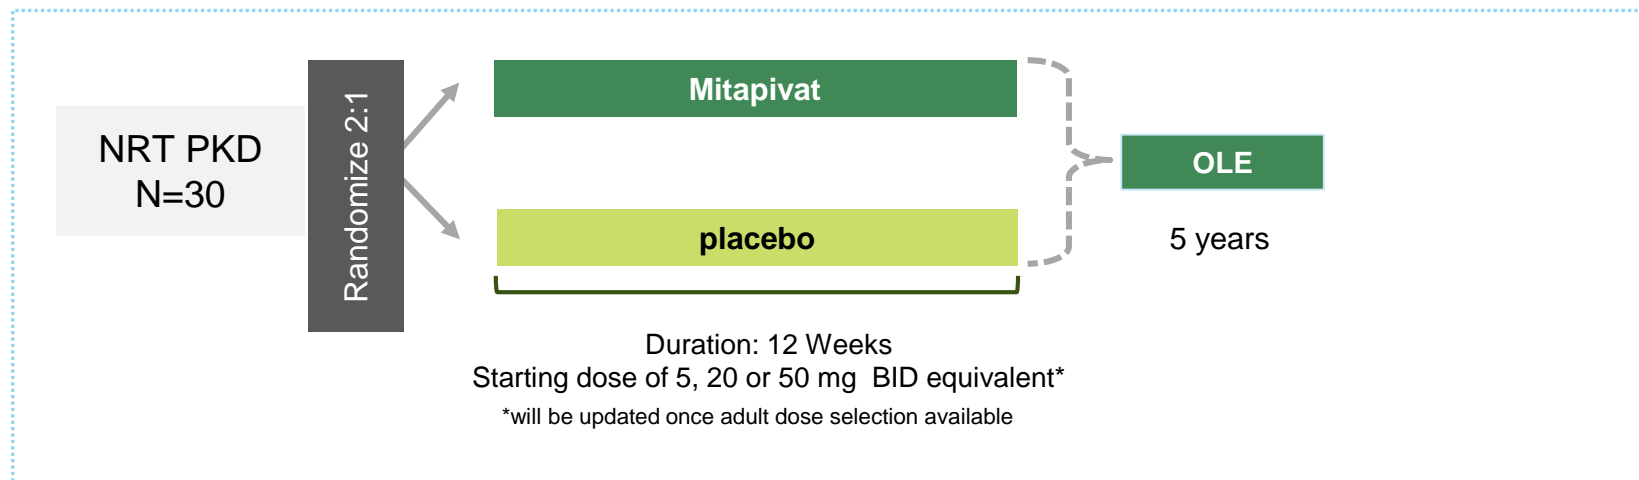 NRT PKD
N=30
Randomize 2:1
Mitapivat
placebo
Duration: 12 Weeks
Starting dose of 5, 20 or 50 mg  BID equivalent*
*will be updated once adult dose selection available
OLE
5 years